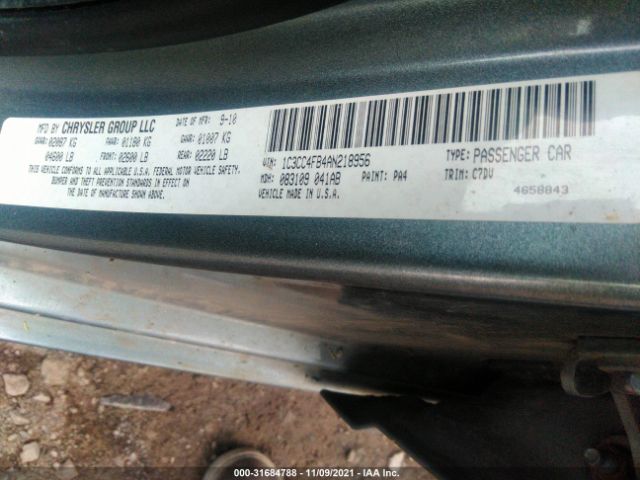 MFD BY CHRYSLER GROUP LLC DATE OF MFR: 9-10
GVWR: 02087 KG GAWR: 01180 KG GAWR: 01007 KG
04600 LB FRONT: 02600 LB REAR: 02220 LB
THIS VEHICLE CONFORMS TO ALL APPLICABLE U.S.A. FEDERAL MOTOR VEHICLE SAFETY,
BUMPER AND THEFT PREVENTION STANDARDS IN EFFECT ON
THE DATE OF MANUFACTURE SHOWN ABOVE.
VIN: 1C3CC4FB4AN218956 TYPE: PASSENGER CAR
MDH: 083109 041AB PAINT: PA4 TRIM: C7DV
VEHICLE MADE IN U.S.A. 4658843
000-31684788 - 11/09/2021 - IAA Inc.